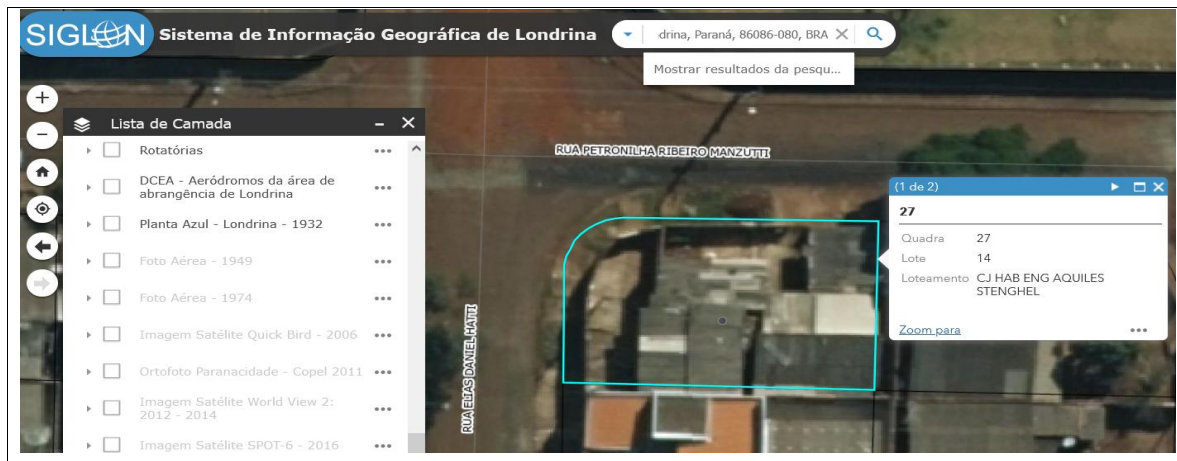 SIGLON Sistema de Informação Geográfica de Londrina
drina, Paraná, 86086-080, BRA
Mostrar resultados da pesqu...
Lista de Camada
Rotatórias
DCEA - Aeródromos da área de
abrangência de Londrina
Planta Azul - Londrina - 1932
Foto Aérea - 1949
Foto Aérea - 1974
Imagem Satélite Quick Bird - 2006
Ortofoto Paranacidade - Copel 2011
Imagem Satélite World View 2:
2012 - 2014
Imagem Satélite SPOT-6 - 2016
RUA PETRONILHA RIBEIRO MANZUTTI
RUA ELIAS DANIEL HATTI
(1 de 2)
27
Quadra 27
Lote 14
Loteamento CJ HAB ENG AQUILES
STENGHEL
Zoom para